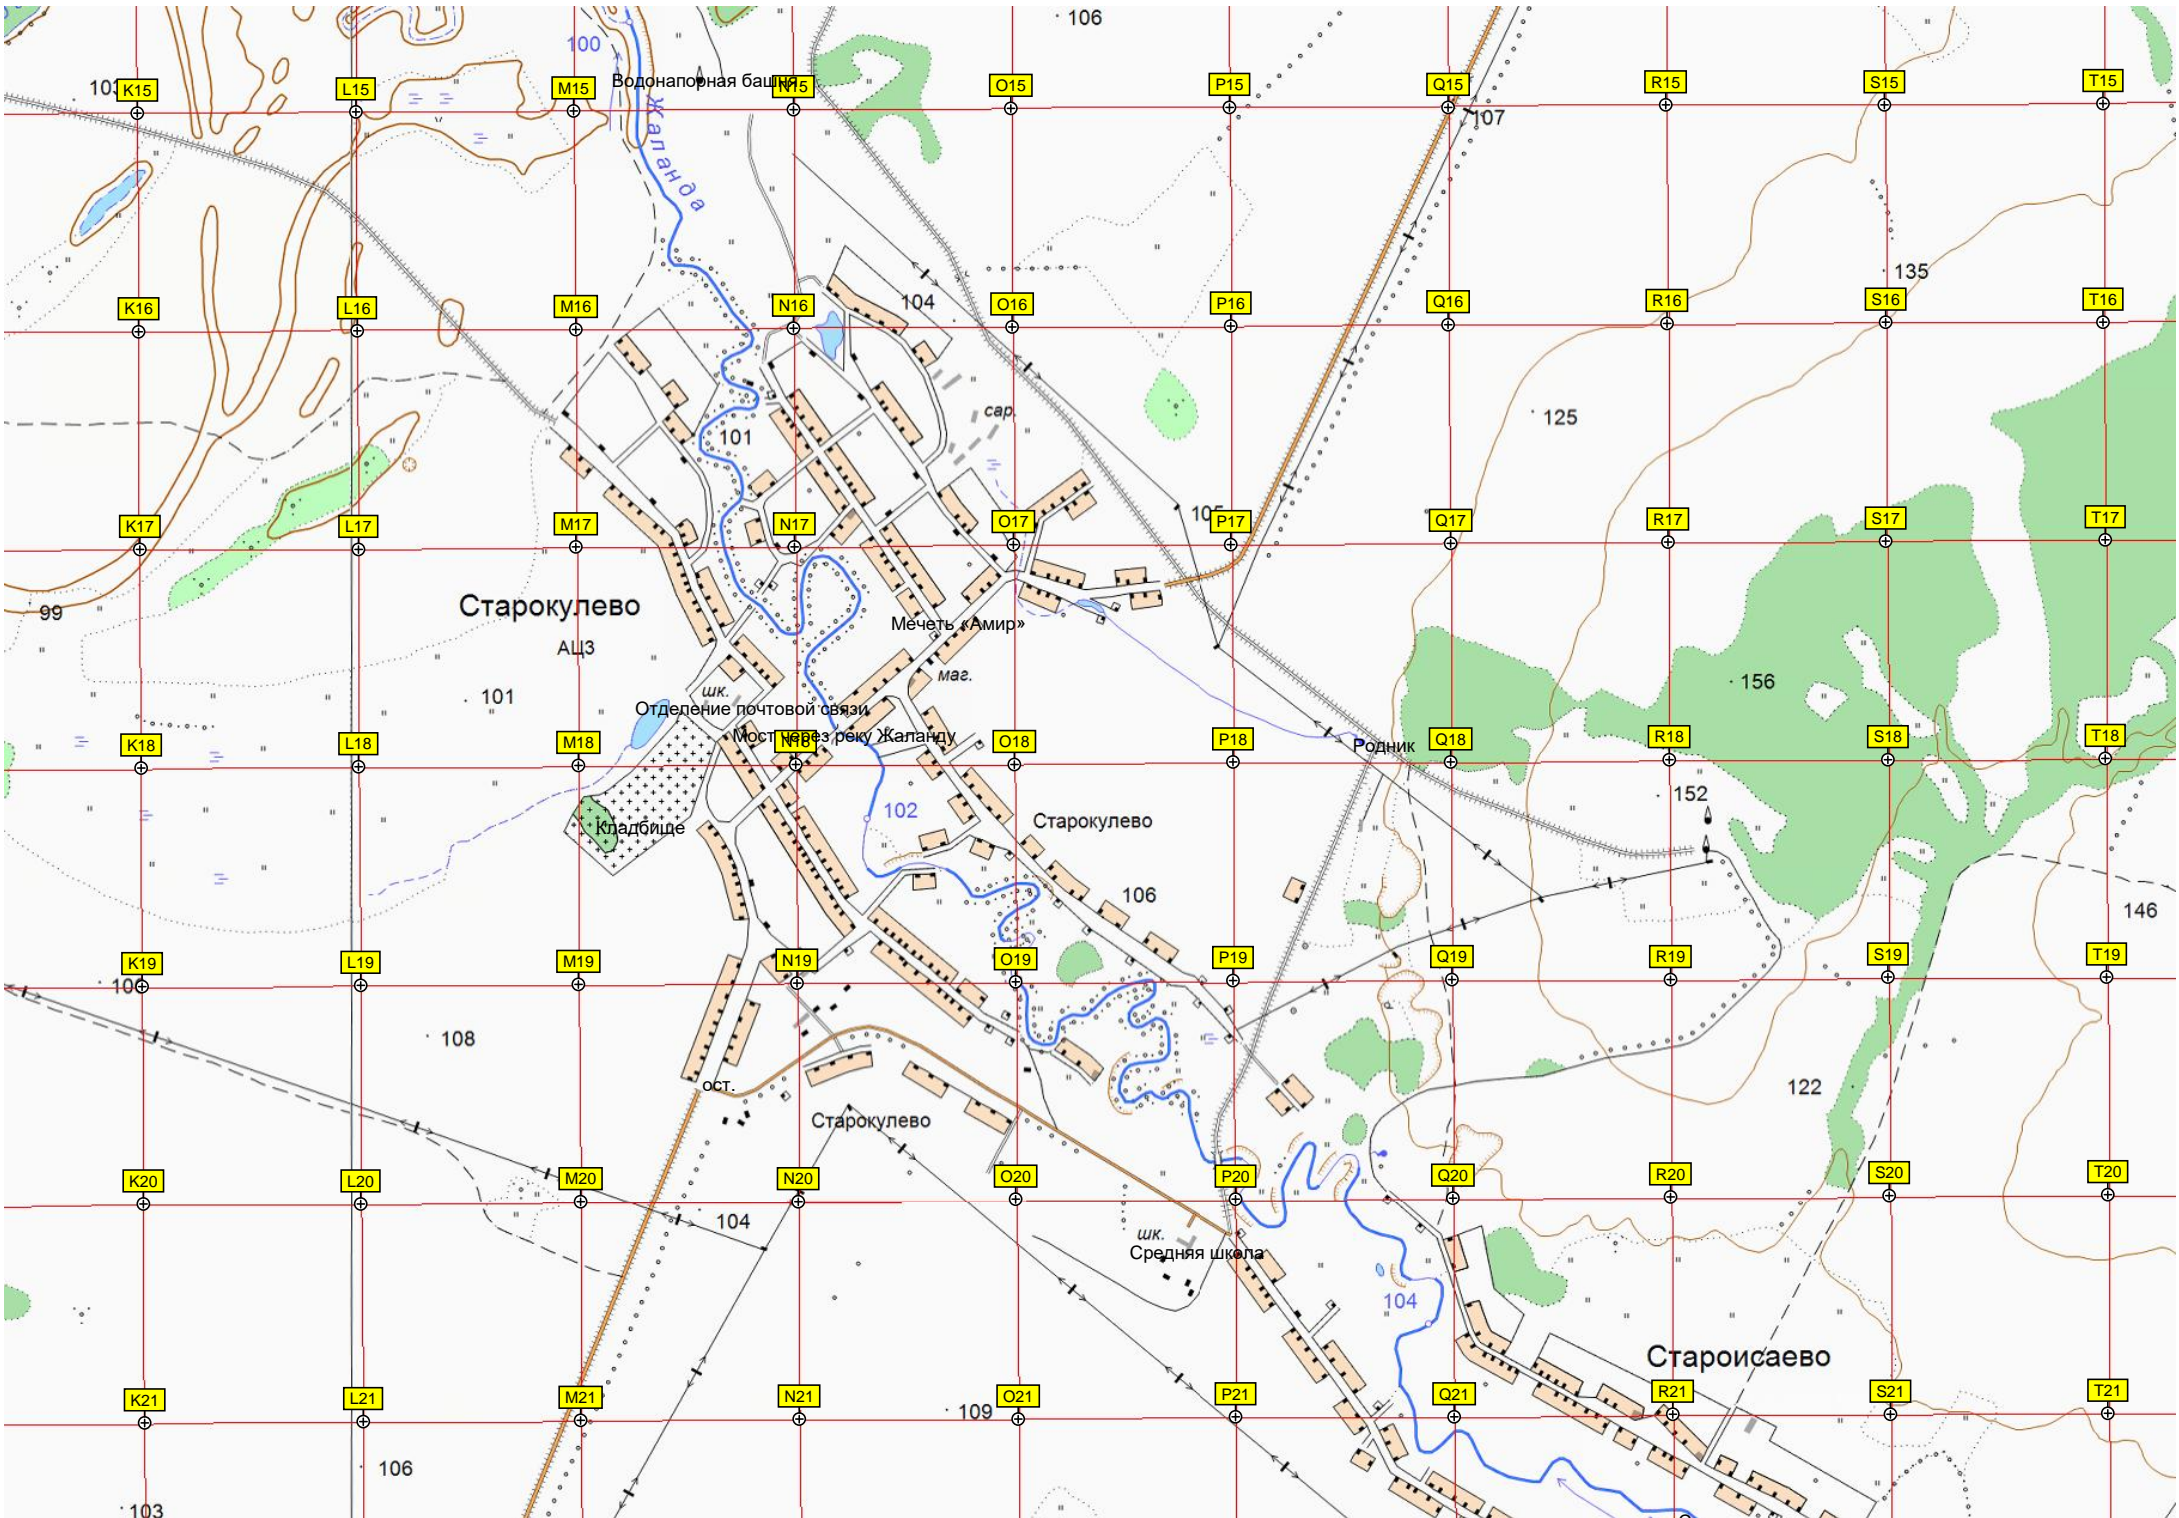 106
100
Водонапорная башня
103
K15
L15
M15
N15
O15
P15
Q15
R15
S15
T15
107
Жаланда
135
104
K16
L16
M16
N16
O16
P16
Q16
R16
S16
T16
сар.
125
101
105
K17
L17
M17
N17
O17
P17
Q17
R17
S17
T17
99
Старокулево
АЦЗ
Мечеть «Амир»
маг.
156
101
шк.
Отделение почтовой связи
Мост через реку Жаланду
Родник
K18
L18
M18
N18
O18
P18
Q18
R18
S18
T18
152
102
Старокулево
Кладбище
106
146
K19
L19
M19
N19
O19
P19
Q19
R19
S19
T19
108
ост.
122
Старокулево
K20
L20
M20
N20
O20
P20
Q20
R20
S20
T20
104
шк.
Средняя школа
104
Староисаево
K21
L21
M21
N21
O21
P21
Q21
R21
S21
T21
109
106
103